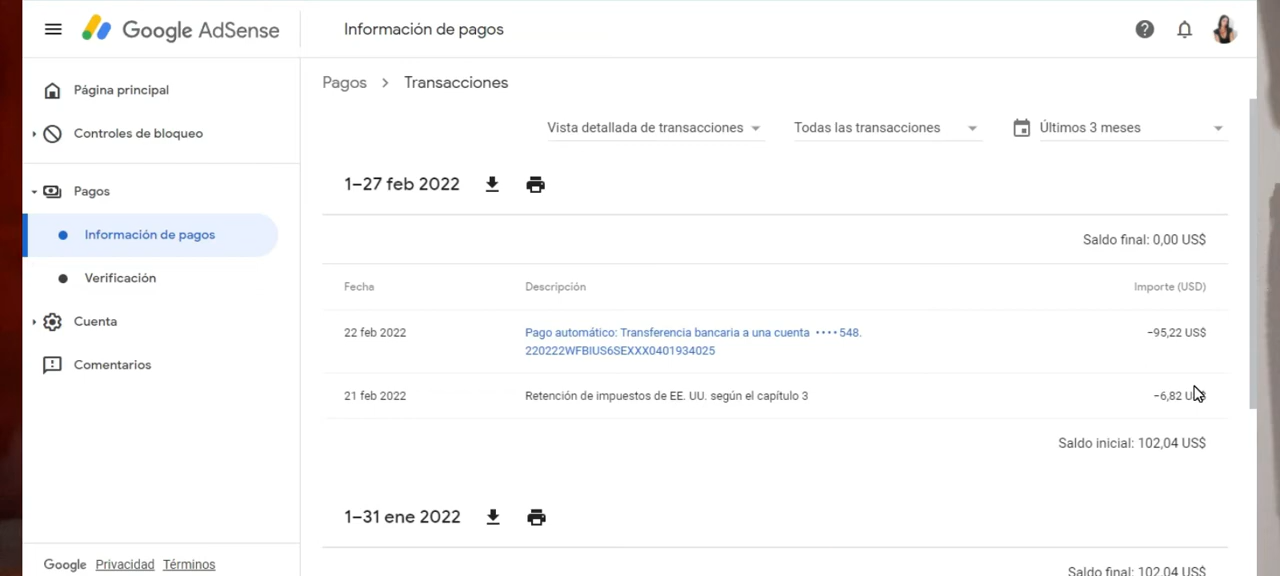 Google AdSense
Información de pagos
Página principal
Controles de bloqueo
Pagos
Información de pagos
Verificación
Cuenta
Comentarios
Google Privacidad Términos
Pagos > Transacciones
Vista detallada de transacciones
Todas las transacciones
Últimos 3 meses
1–27 feb 2022
Saldo final: 0,00 US$
Fecha Descripción Importe (USD)
22 feb 2022 Pago automático: Transferencia bancaria a una cuenta ····548. −95,22 US$
220222WFBIUS6SEXXX0401934025
21 feb 2022 Retención de impuestos de EE. UU. según el capítulo 3 −6,82 US$
Saldo inicial: 102,04 US$
1–31 ene 2022
Saldo final: 102,04 US$